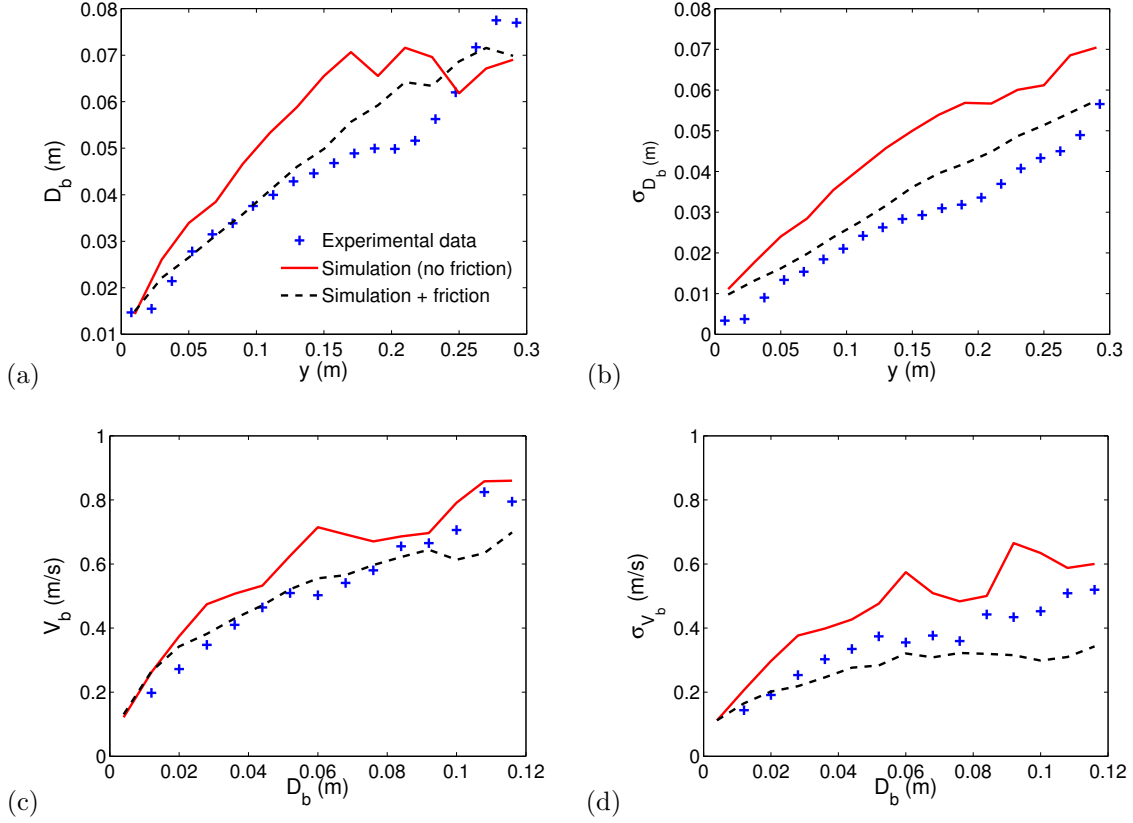 0.08
0.07
0.06
0.05
0.04
0.03
0.02
0.01
D_b (m)
Experimental data
Simulation (no friction)
Simulation + friction
0 0.05 0.1 0.15 0.2 0.25 0.3
y (m)
(a)
0.08
0.07
0.06
0.05
0.04
0.03
0.02
0.01
0
σ_{D_b (m)}
0 0.05 0.1 0.15 0.2 0.25 0.3
y (m)
(b)
1
0.8
0.6
0.4
0.2
0
V_b (m/s)
0 0.02 0.04 0.06 0.08 0.1 0.12
D_b (m)
(c)
1
0.8
0.6
0.4
0.2
0
σ_{V_b} (m/s)
0 0.02 0.04 0.06 0.08 0.1 0.12
D_b (m)
(d)